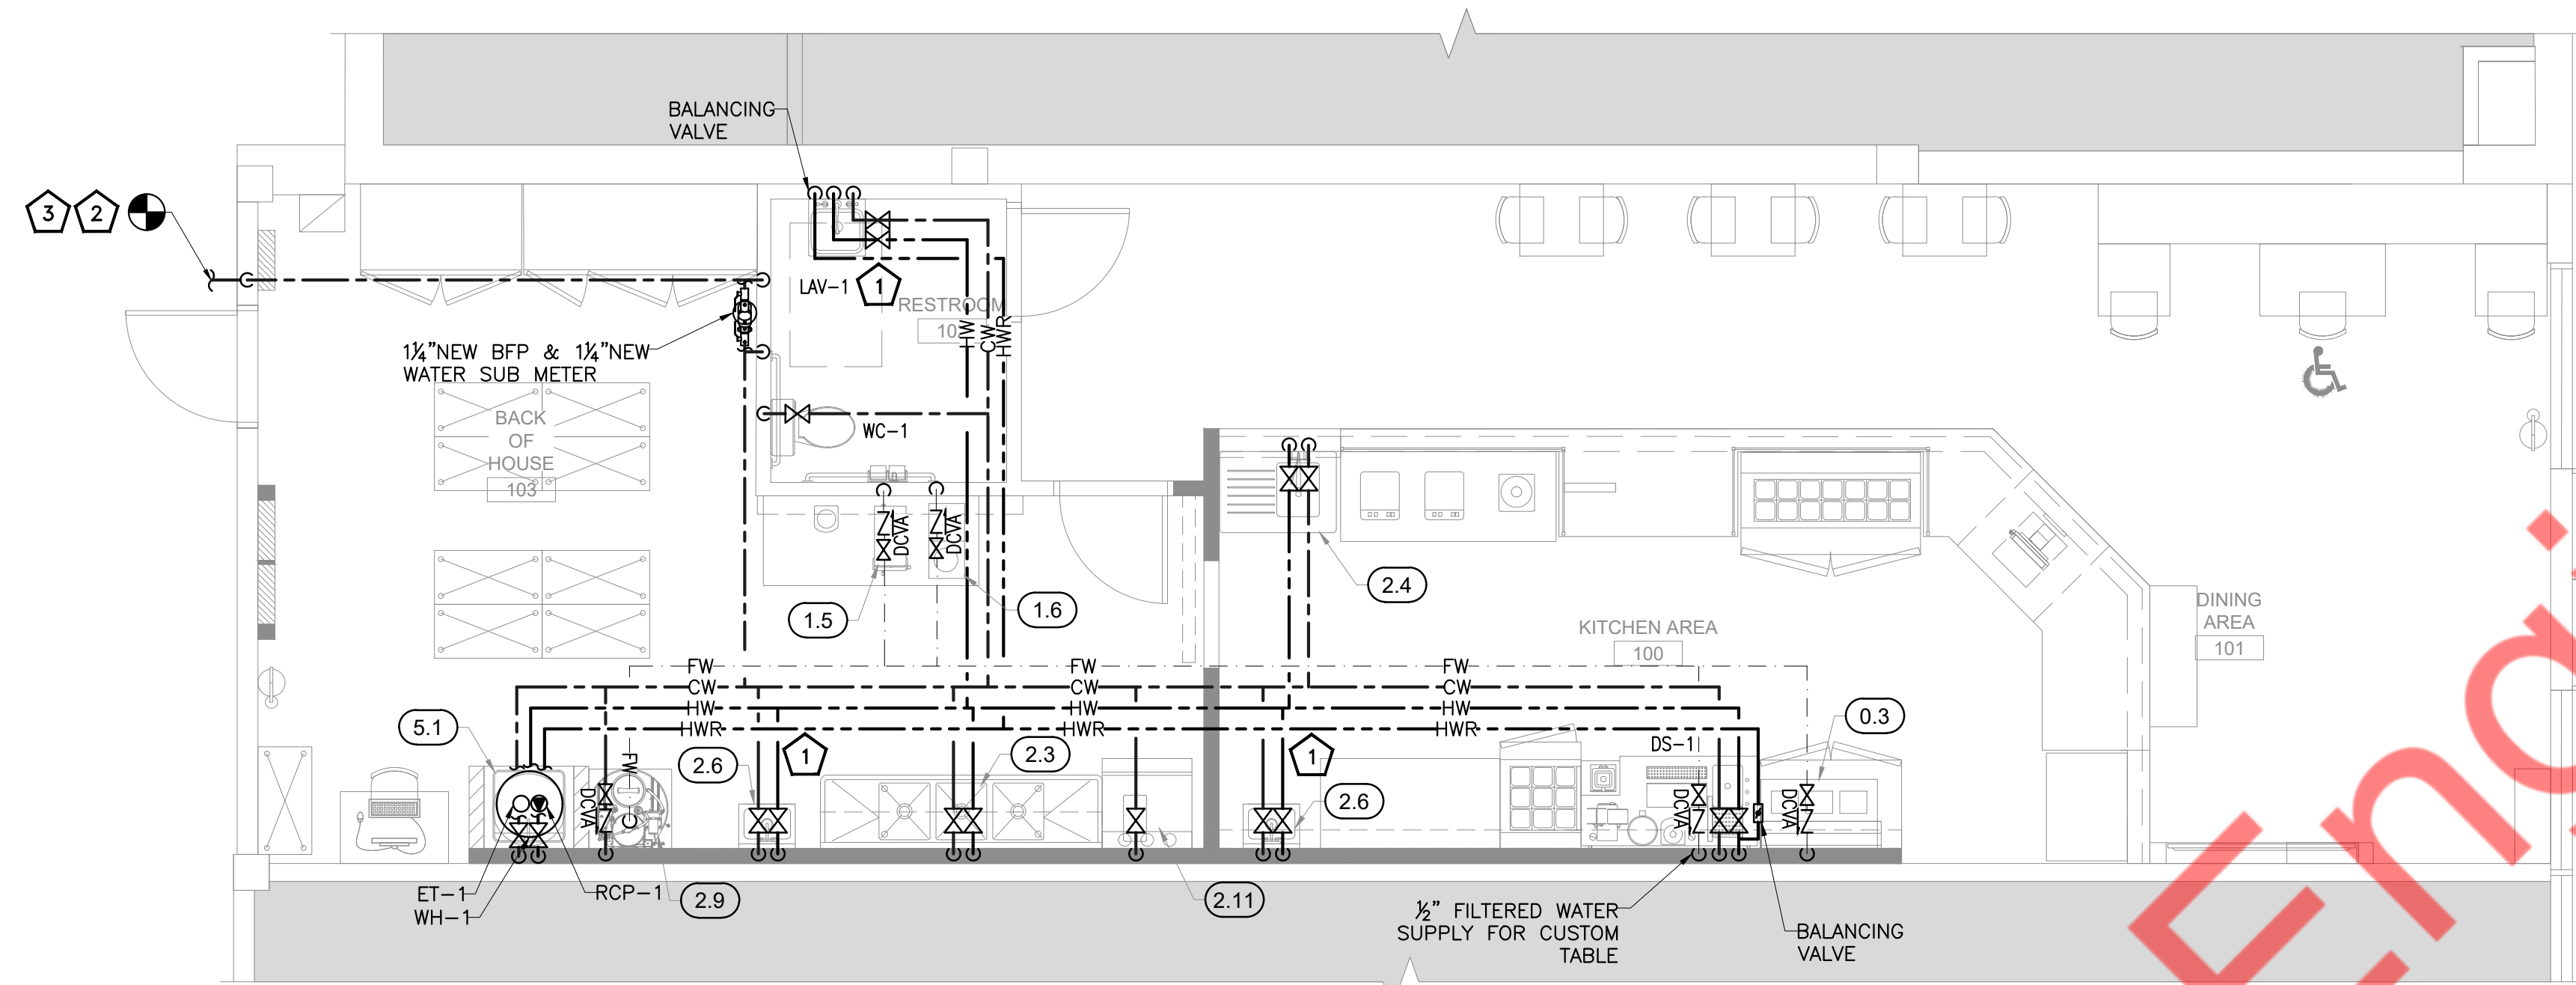 BALANCING
VALVE
3 2
LAV-1
1
RESTROOM
10
HW
CW
HWR
1¼"NEW BFP & 1¼"NEW
WATER SUB METER
BACK
OF
HOUSE
103
WC-1
DCVA
DCVA
1.5
1.6
2.4
KITCHEN AREA
100
DINING
AREA
101
FW
CW
HW
HWR
FW
CW
HW
HWR
FW
CW
HW
HWR
5.1
2.6
1
2.3
1
2.6
DS-1
0.3
FW
DCVA
DCVA
DCVA
ET-1
WH-1
RCP-1
2.9
2.11
½" FILTERED WATER
SUPPLY FOR CUSTOM
TABLE
BALANCING
VALVE
Engi